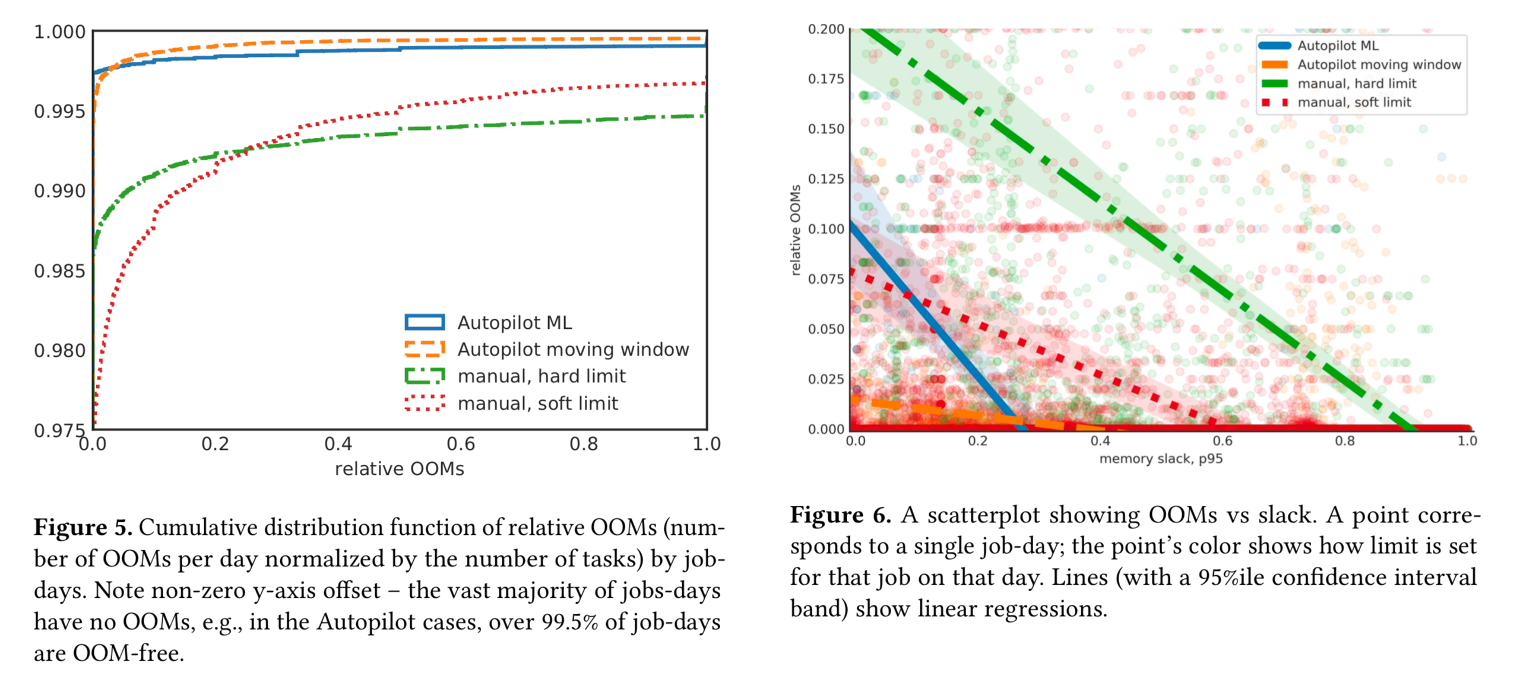 1.000
0.995
0.990
0.985
0.980
0.975
0.0
0.2
0.4
0.6
0.8
1.0
relative OOMs
Autopilot ML
Autopilot moving window
manual, hard limit
manual, soft limit
Figure 5. Cumulative distribution function of relative OOMs (num-
ber of OOMs per day normalized by the number of tasks) by job-
days. Note non-zero y-axis offset – the vast majority of jobs-days
have no OOMs, e.g., in the Autopilot cases, over 99.5% of job-days
are OOM-free.
0.200
0.175
0.150
0.125
0.100
0.075
0.050
0.025
0.000
relative OOMs
0.0
0.2
0.4
0.6
0.8
1.0
memory slack, p95
Autopilot ML
Autopilot moving window
manual, hard limit
manual, soft limit
Figure 6. A scatterplot showing OOMs vs slack. A point corre-
sponds to a single job-day; the point's color shows how limit is set
for that job on that day. Lines (with a 95%ile confidence interval
band) show linear regressions.